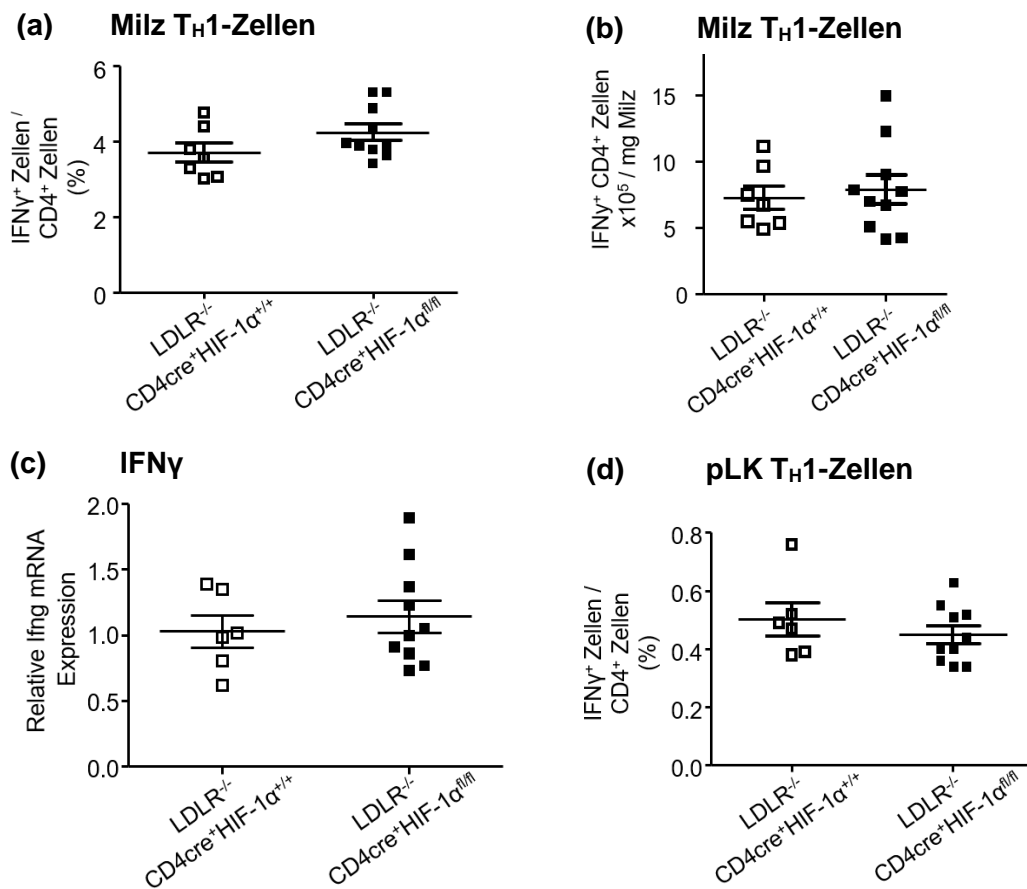 (a) Milz TH1-Zellen
IFNγ+ Zellen /
CD4+ Zellen
(%)
6
4
2
0
LDLR-/-
CD4cre+HIF-1α+/+
LDLR-/-
CD4cre+HIF-1αfl/fl
(b) Milz TH1-Zellen
IFNγ+ CD4+ Zellen
x10⁵ / mg Milz
15
10
5
0
LDLR-/-
CD4cre+HIF-1α+/+
LDLR-/-
CD4cre+HIF-1αfl/fl
(c) IFNγ
Relative Ifng mRNA
Expression
2.0
1.5
1.0
0.5
0.0
LDLR-/-
CD4cre+HIF-1α+/+
LDLR-/-
CD4cre+HIF-1αfl/fl
(d) pLK TH1-Zellen
IFNγ+ Zellen /
CD4+ Zellen
(%)
0.8
0.6
0.4
0.2
0.0
LDLR-/-
CD4cre+HIF-1α+/+
LDLR-/-
CD4cre+HIF-1αfl/fl